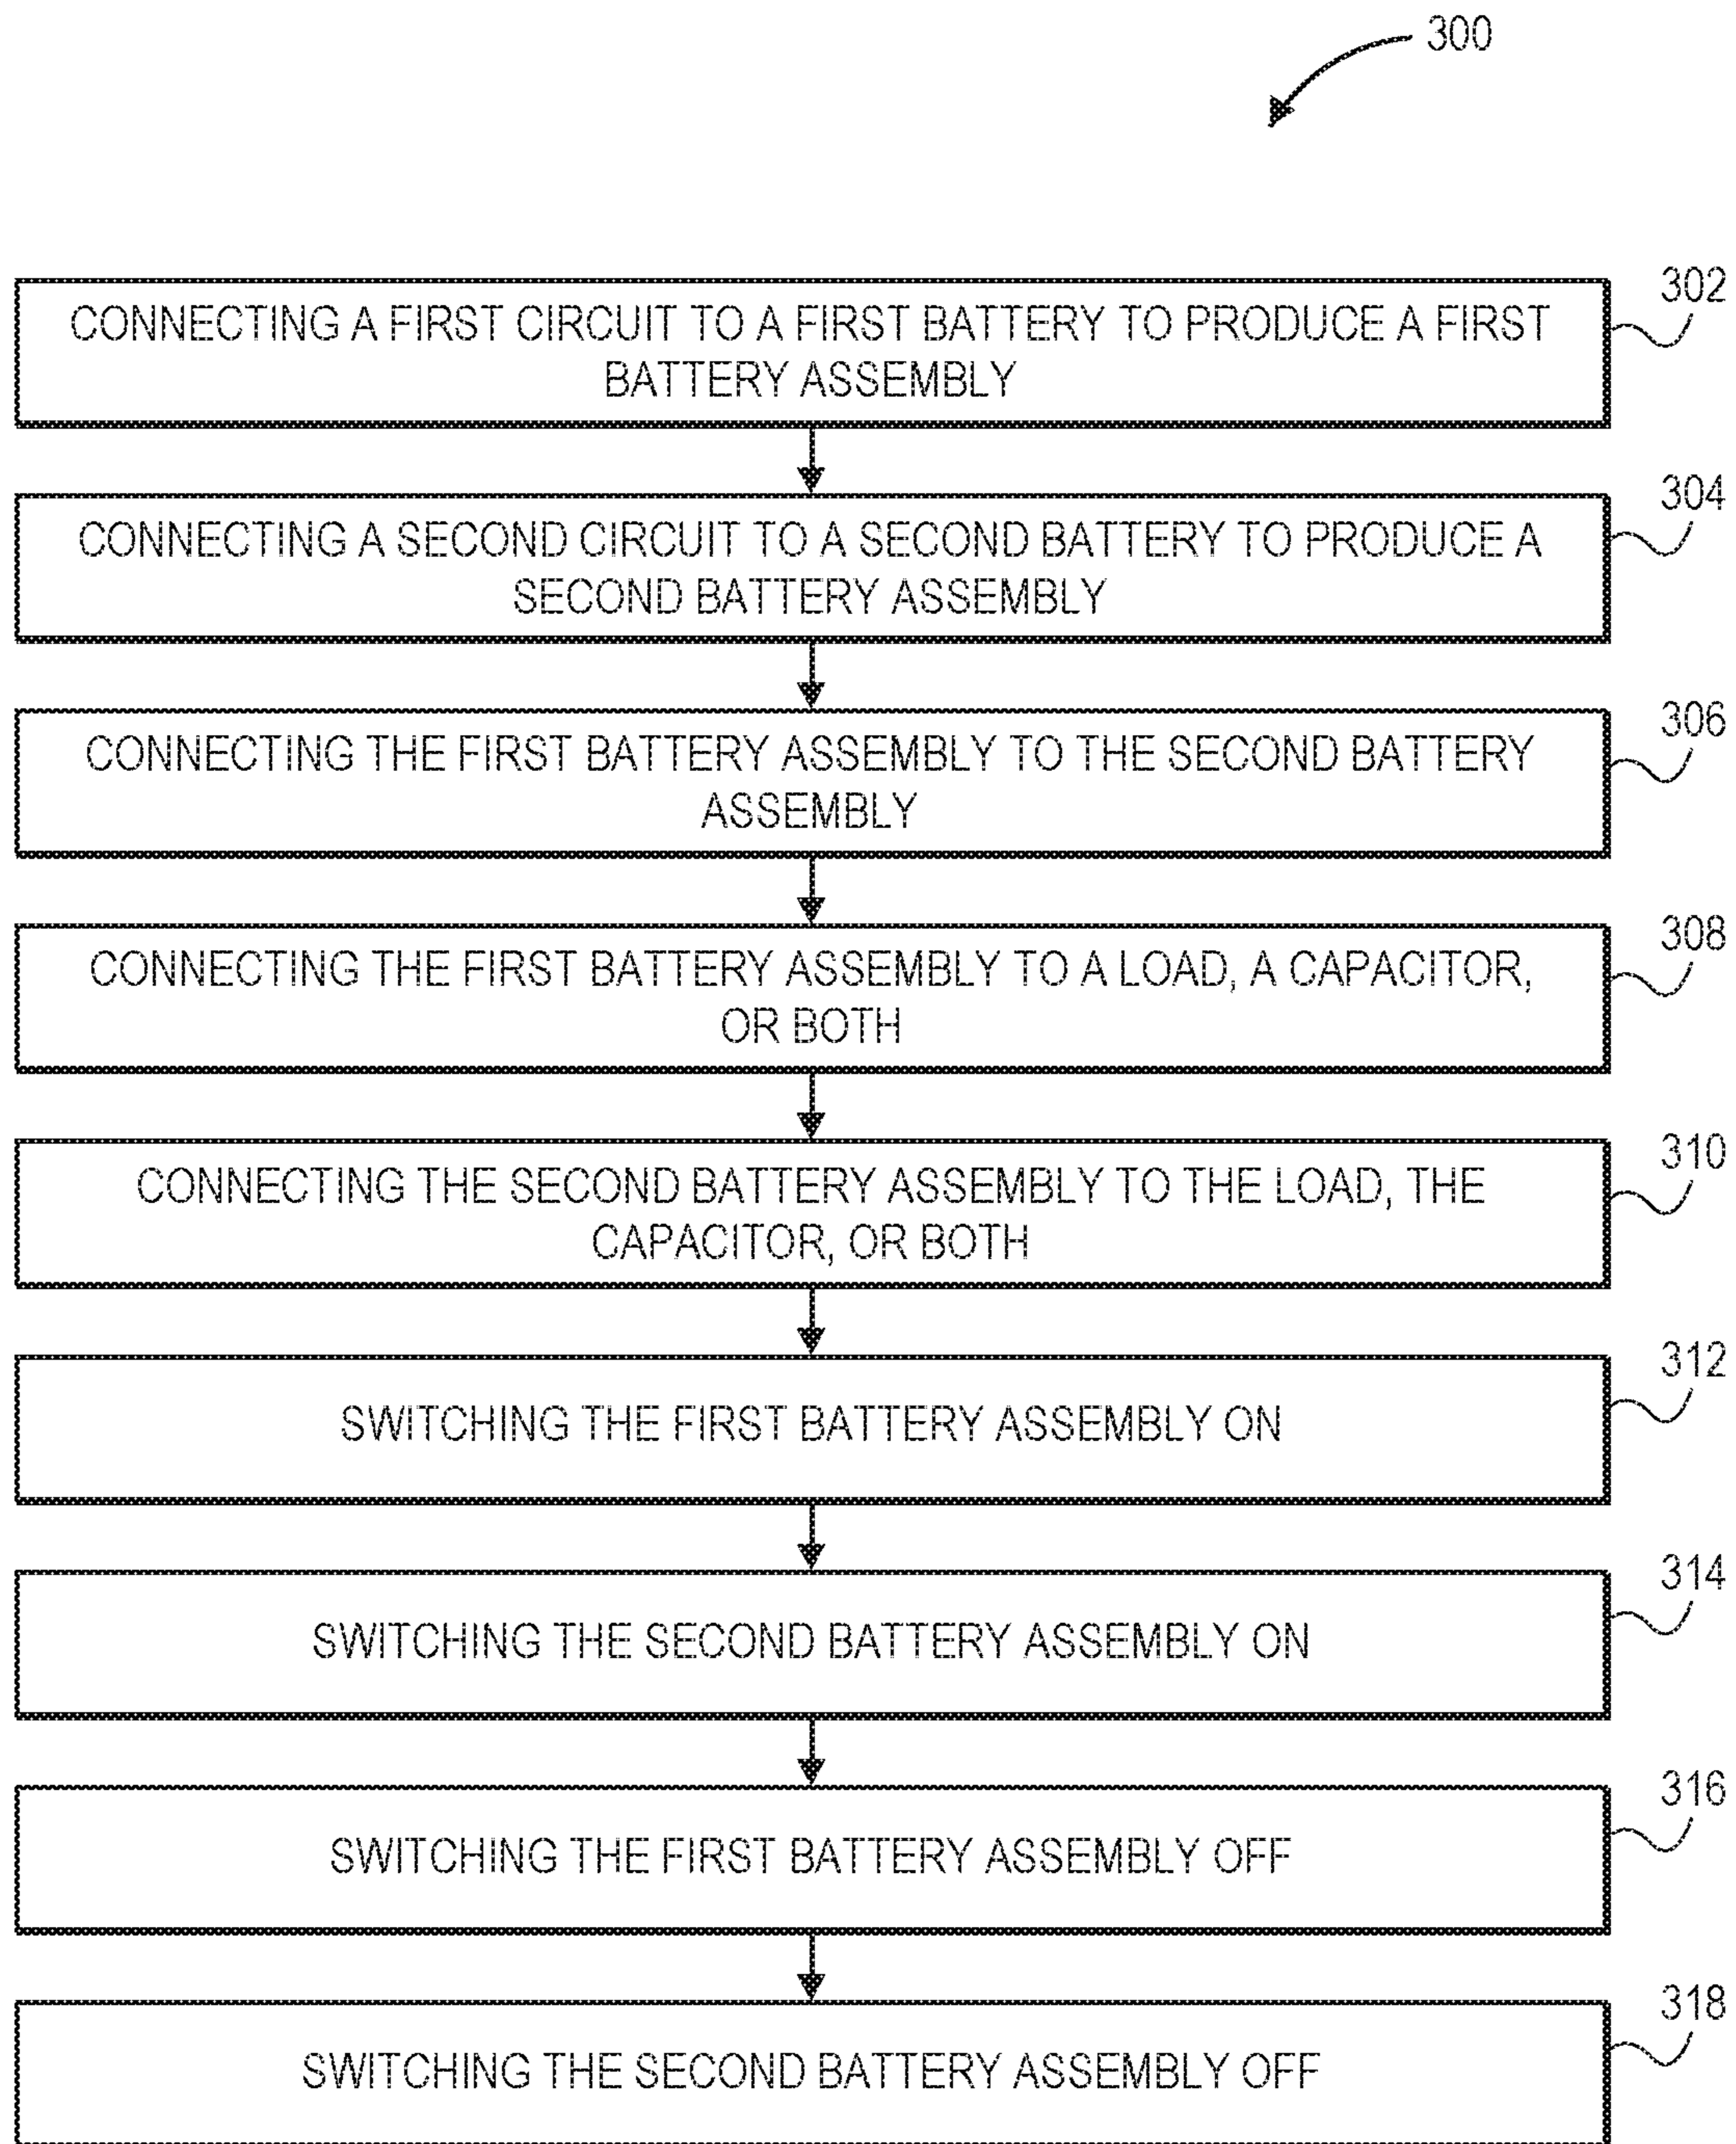 300
302
CONNECTING A FIRST CIRCUIT TO A FIRST BATTERY TO PRODUCE A FIRST
BATTERY ASSEMBLY
304
CONNECTING A SECOND CIRCUIT TO A SECOND BATTERY TO PRODUCE A
SECOND BATTERY ASSEMBLY
306
CONNECTING THE FIRST BATTERY ASSEMBLY TO THE SECOND BATTERY
ASSEMBLY
308
CONNECTING THE FIRST BATTERY ASSEMBLY TO A LOAD, A CAPACITOR,
OR BOTH
310
CONNECTING THE SECOND BATTERY ASSEMBLY TO THE LOAD, THE
CAPACITOR, OR BOTH
312
SWITCHING THE FIRST BATTERY ASSEMBLY ON
314
SWITCHING THE SECOND BATTERY ASSEMBLY ON
316
SWITCHING THE FIRST BATTERY ASSEMBLY OFF
318
SWITCHING THE SECOND BATTERY ASSEMBLY OFF